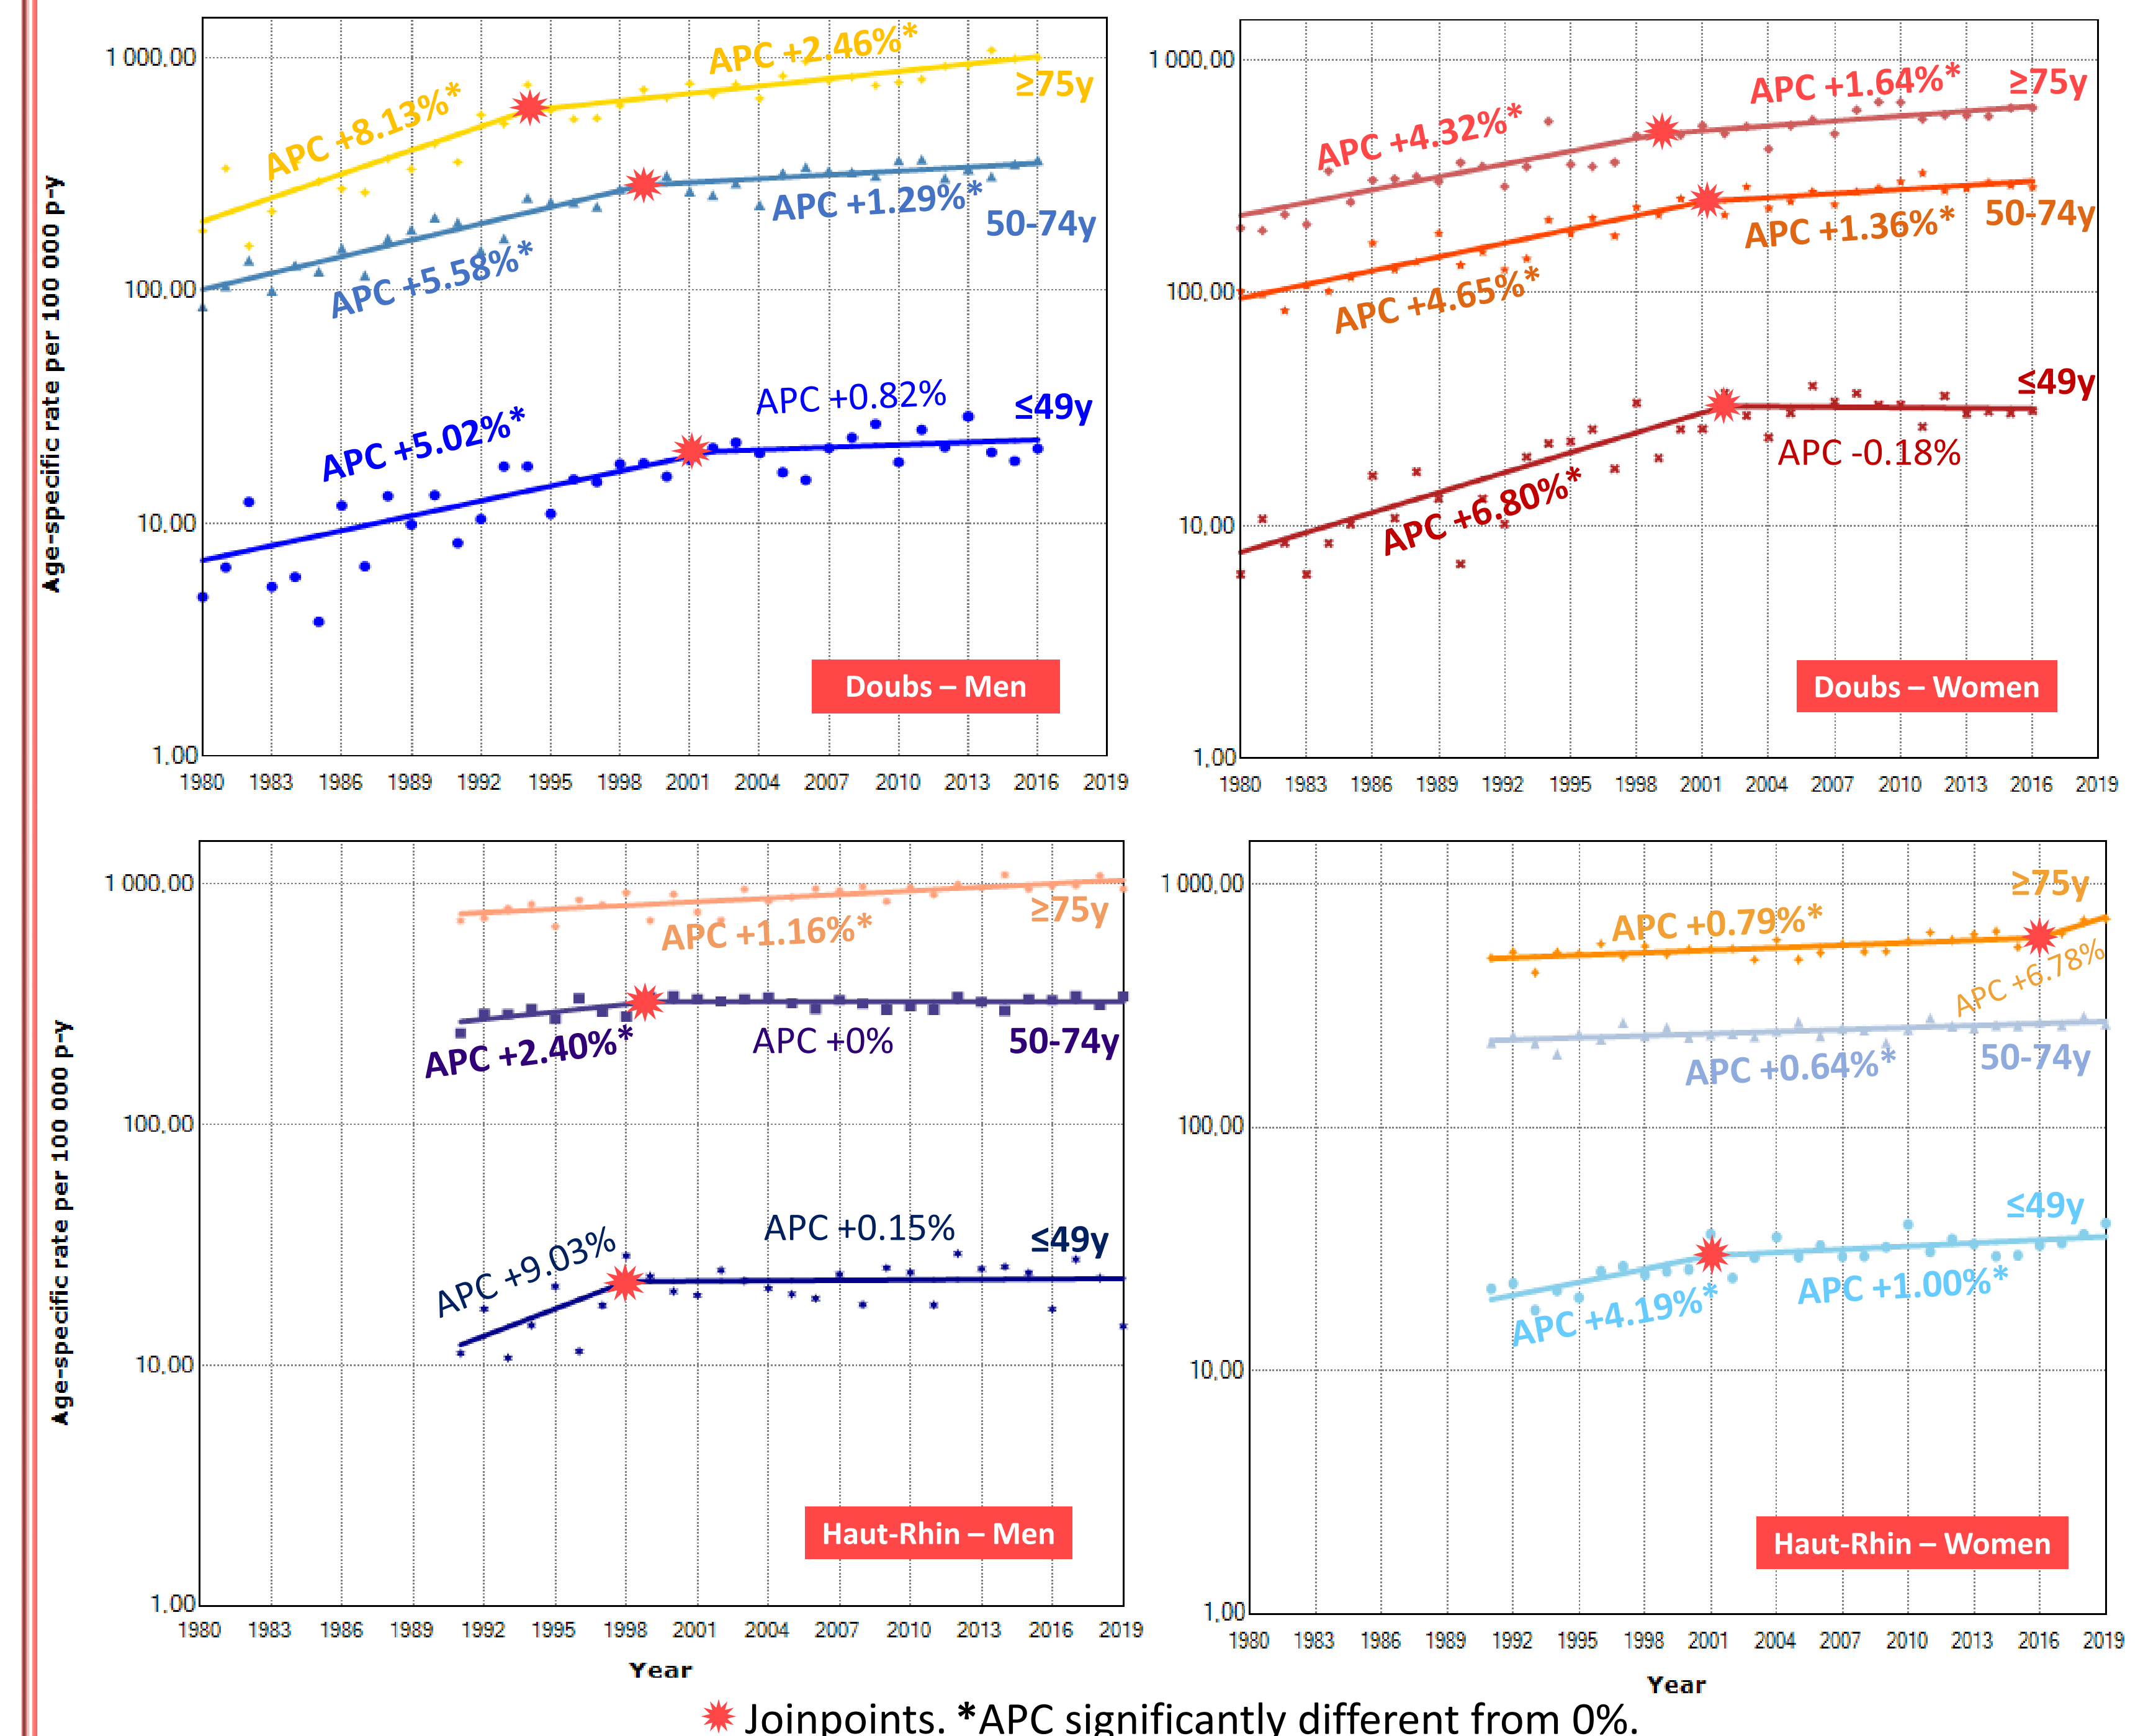 Age-specific rate per 100 000 p-y
1 000,00
100,00
10,00
1,00
APC +8.13%*
APC +2.46%*
≥75y
APC +5.58%*
APC +1.29%*
50-74y
APC +5.02%*
APC +0.82%
≤49y
Doubs – Men
1980 1983 1986 1989 1992 1995 1998 2001 2004 2007 2010 2013 2016 2019
1 000,00
100,00
10,00
1,00
APC +4.32%*
APC +1.64%*
≥75y
APC +4.65%*
APC +1.36%*
50-74y
APC +6.80%*
APC -0.18%
≤49y
Doubs – Women
1980 1983 1986 1989 1992 1995 1998 2001 2004 2007 2010 2013 2016 2019
Age-specific rate per 100 000 p-y
1 000,00
100,00
10,00
1,00
APC +1.16%*
≥75y
APC +2.40%*
APC +0%
50-74y
APC +9.03%
APC +0.15%
≤49y
Haut-Rhin – Men
1980 1983 1986 1989 1992 1995 1998 2001 2004 2007 2010 2013 2016 2019
Year
1 000,00
100,00
10,00
1,00
APC +0.79%*
≥75y
APC +6.78%
APC +0.64%*
50-74y
APC +4.19%*
APC +1.00%*
≤49y
Haut-Rhin – Women
1980 1983 1986 1989 1992 1995 1998 2001 2004 2007 2010 2013 2016 2019
Year
Joinpoints. *APC significantly different from 0%.